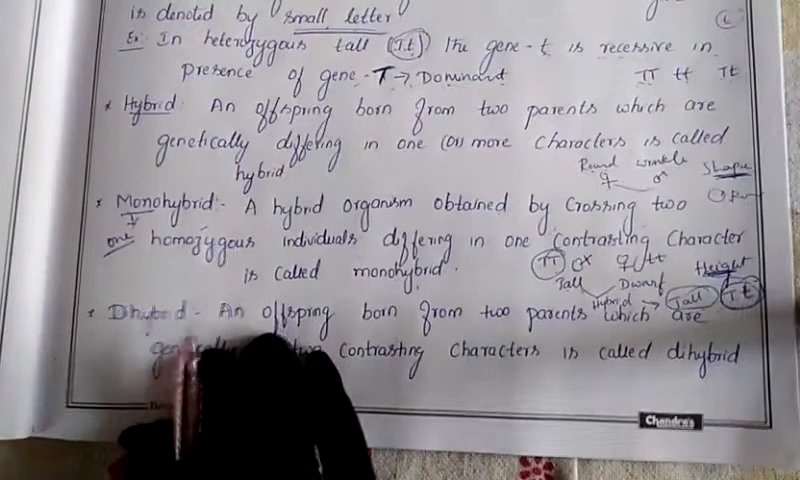 is denoted by small letter
Ex:- In heterozygous tall (Tt) the gene-t is recessive in
presence of gene-T → Dominant TT tt Tt
* Hybrid: An offspring born from two parents which are
genetically differing in one (or) more characters is called
hybrid
Round wrinkle Shape
♀ ♂
* Monohybrid:- A hybrid organism obtained by crossing two
one homozygous individuals differing in one contrasting character
is called monohybrid.
TT ♂ × ♀ tt Height
Tall Dwarf
Hybrid → Tall Tt
* Dihybrid - An offspring born from two parents which are
two contrasting characters is called dihybrid
Chandra's